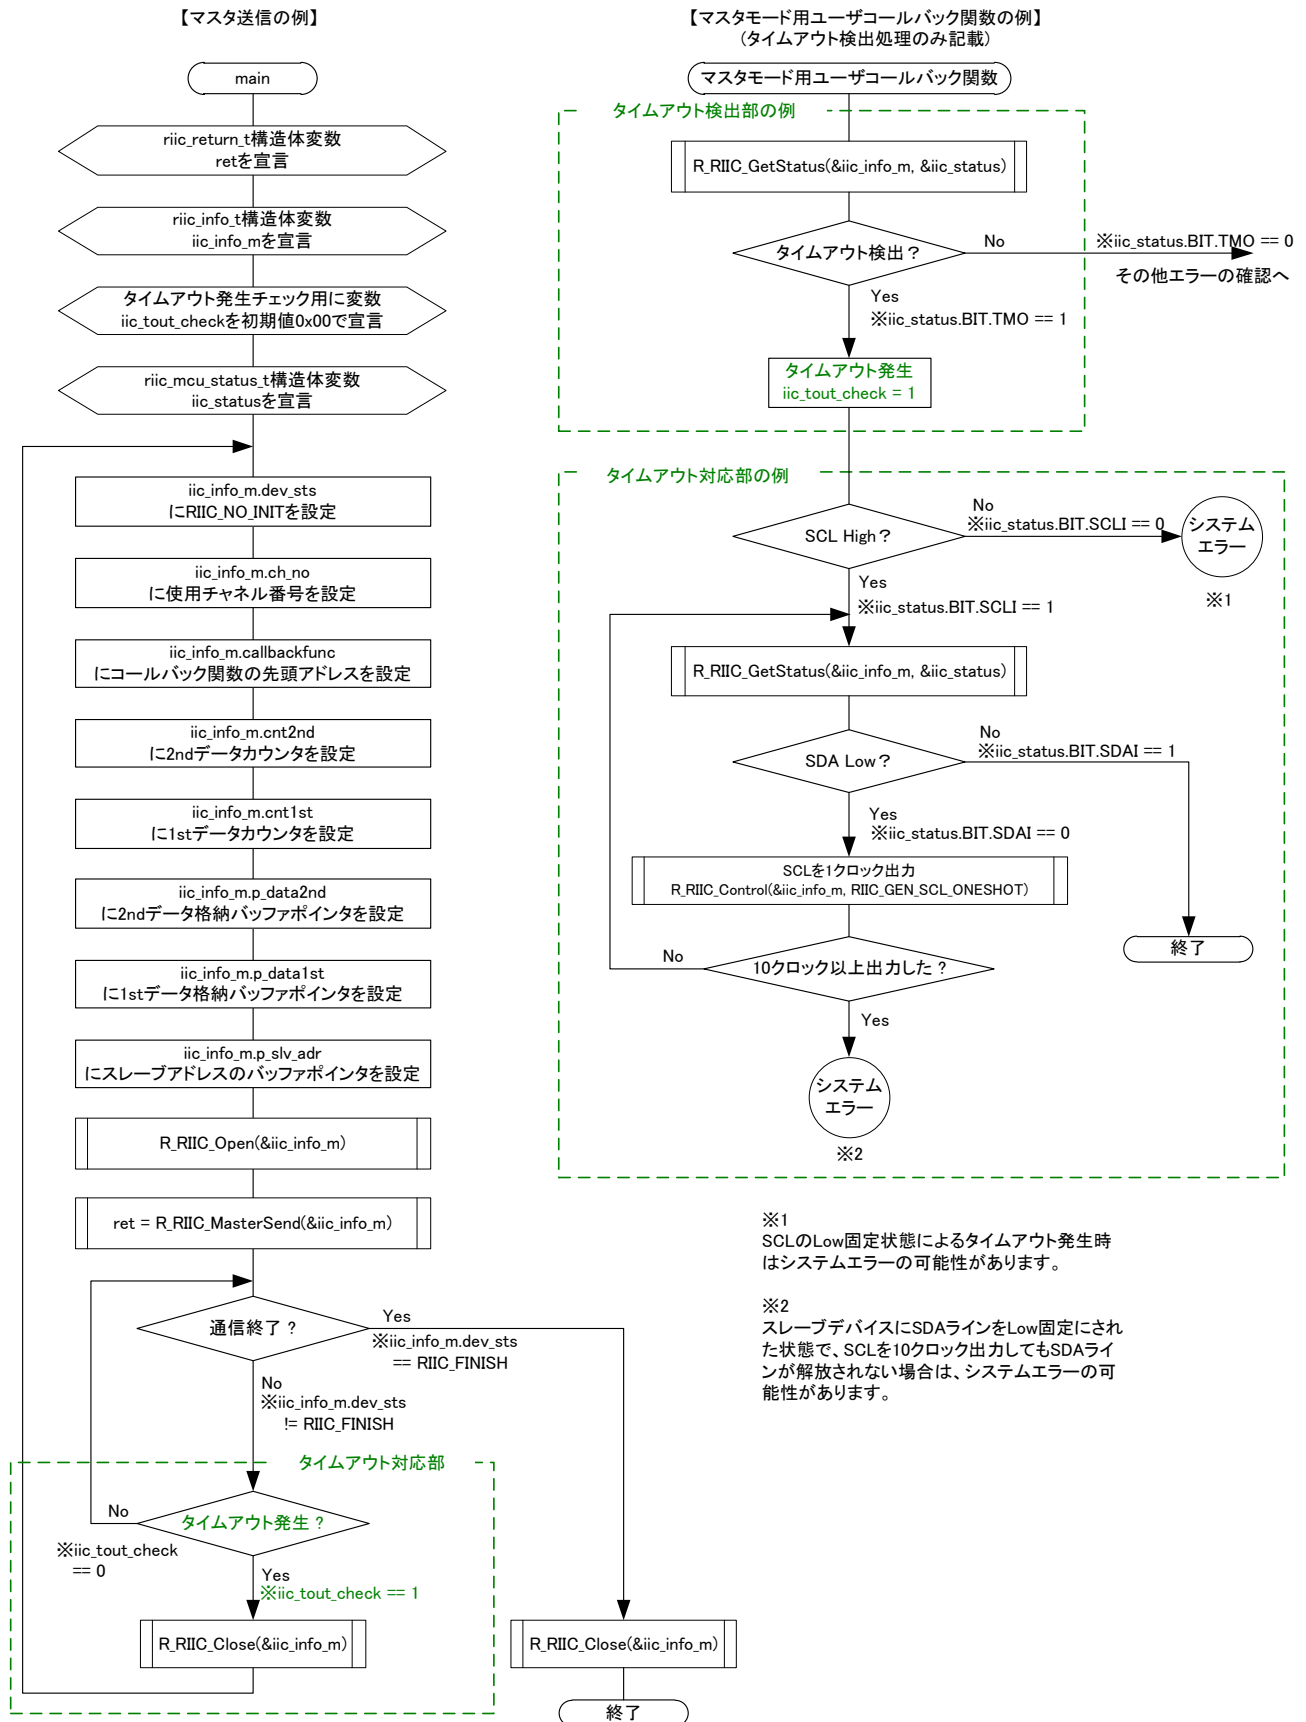 【マスタ送信の例】
main
riic_return_t構造体変数
retを宣言
riic_info_t構造体変数
iic_info_mを宣言
タイムアウト発生チェック用に変数
iic_tout_checkを初期値0x00で宣言
riic_mcu_status_t構造体変数
iic_statusを宣言
iic_info_m.dev_sts
にRIIC_NO_INITを設定
iic_info_m.ch_no
に使用チャネル番号を設定
iic_info_m.callbackfunc
にコールバック関数の先頭アドレスを設定
iic_info_m.cnt2nd
に2ndデータカウンタを設定
iic_info_m.cnt1st
に1stデータカウンタを設定
iic_info_m.p_data2nd
に2ndデータ格納バッファポインタを設定
iic_info_m.p_data1st
に1stデータ格納バッファポインタを設定
iic_info_m.p_slv_adr
にスレーブアドレスのバッファポインタを設定
R_RIIC_Open(&iic_info_m)
ret = R_RIIC_MasterSend(&iic_info_m)
通信終了？
Yes
※iic_info_m.dev_sts
== RIIC_FINISH
No
※iic_info_m.dev_sts
!= RIIC_FINISH
タイムアウト対応部
タイムアウト発生？
No
※iic_tout_check
== 0
Yes
※iic_tout_check == 1
R_RIIC_Close(&iic_info_m)
R_RIIC_Close(&iic_info_m)
終了
【マスタモード用ユーザコールバック関数の例】
（タイムアウト検出処理のみ記載）
マスタモード用ユーザコールバック関数
タイムアウト検出部の例
R_RIIC_GetStatus(&iic_info_m, &iic_status)
タイムアウト検出？
No
※iic_status.BIT.TMO == 0
その他エラーの確認へ
Yes
※iic_status.BIT.TMO == 1
タイムアウト発生
iic_tout_check = 1
タイムアウト対応部の例
SCL High？
No
※iic_status.BIT.SCLI == 0
システム
エラー
※1
Yes
※iic_status.BIT.SCLI == 1
R_RIIC_GetStatus(&iic_info_m, &iic_status)
SDA Low？
No
※iic_status.BIT.SDAI == 1
Yes
※iic_status.BIT.SDAI == 0
SCLを1クロック出力
R_RIIC_Control(&iic_info_m, RIIC_GEN_SCL_ONESHOT)
終了
10クロック以上出力した？
No
Yes
システム
エラー
※2
※1
SCLのLow固定状態によるタイムアウト発生時
はシステムエラーの可能性があります。
※2
スレーブデバイスにSDAラインをLow固定にされ
た状態で、SCLを10クロック出力してもSDAライ
ンが解放されない場合は、システムエラーの可
能性があります。